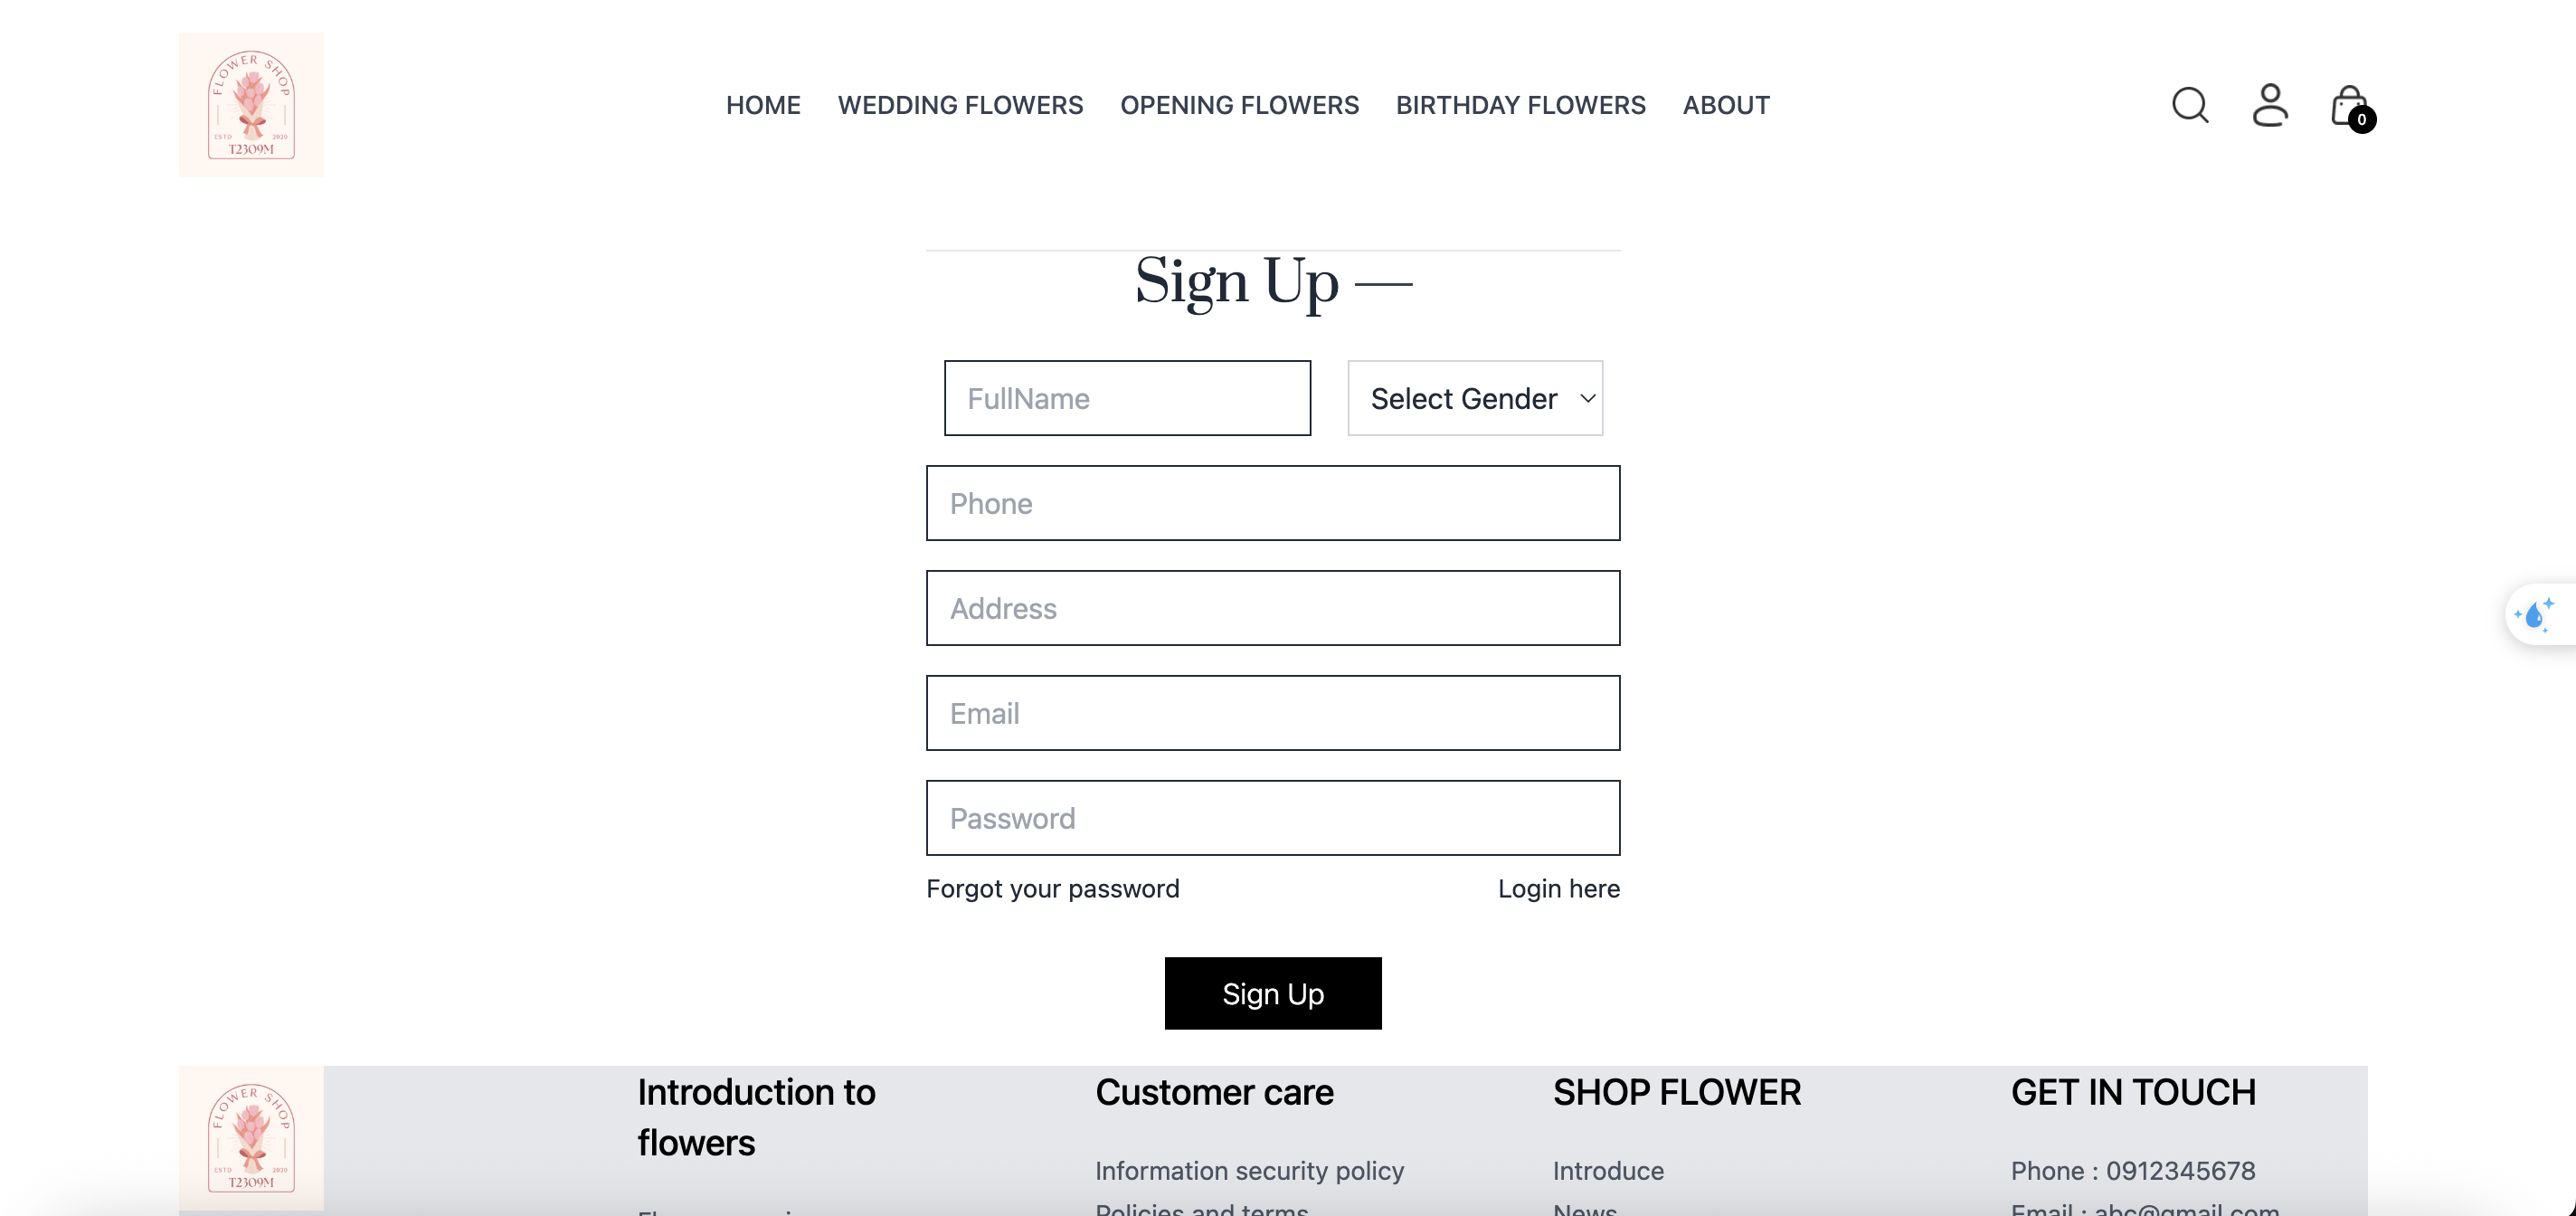 FLOWER SHOP
ESTD 2020
T2309M
HOME WEDDING FLOWERS OPENING FLOWERS BIRTHDAY FLOWERS ABOUT
0
Sign Up —
FullName
Select Gender
Phone
Address
Email
Password
Forgot your password Login here
Sign Up
FLOWER SHOP
ESTD 2020
T2309M
Introduction to
flowers
Customer care
Information security policy
Policies and terms
SHOP FLOWER
Introduce
News
GET IN TOUCH
Phone : 0912345678
Email : abc@gmail.com